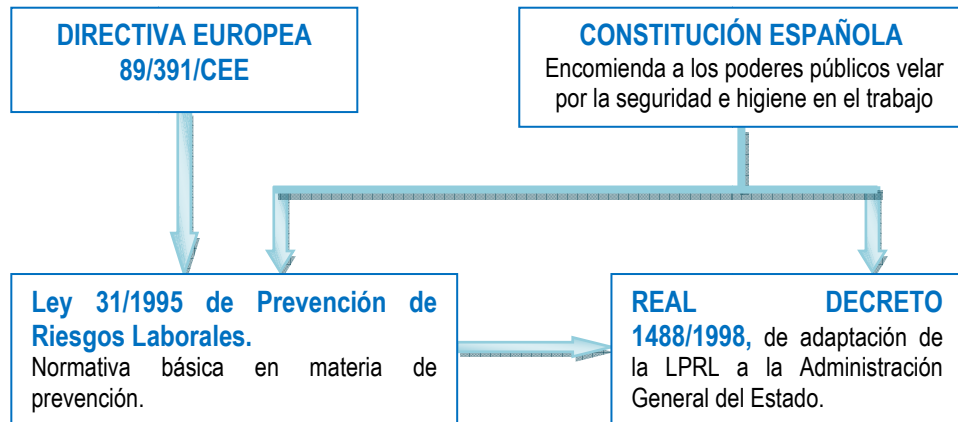 DIRECTIVA EUROPEA
89/391/CEE
CONSTITUCIÓN ESPAÑOLA
Encomienda a los poderes públicos velar
por la seguridad e higiene en el trabajo
Ley 31/1995 de Prevención de
Riesgos Laborales.
Normativa básica en materia de
prevención.
REAL DECRETO
1488/1998, de adaptación de
la LPRL a la Administración
General del Estado.